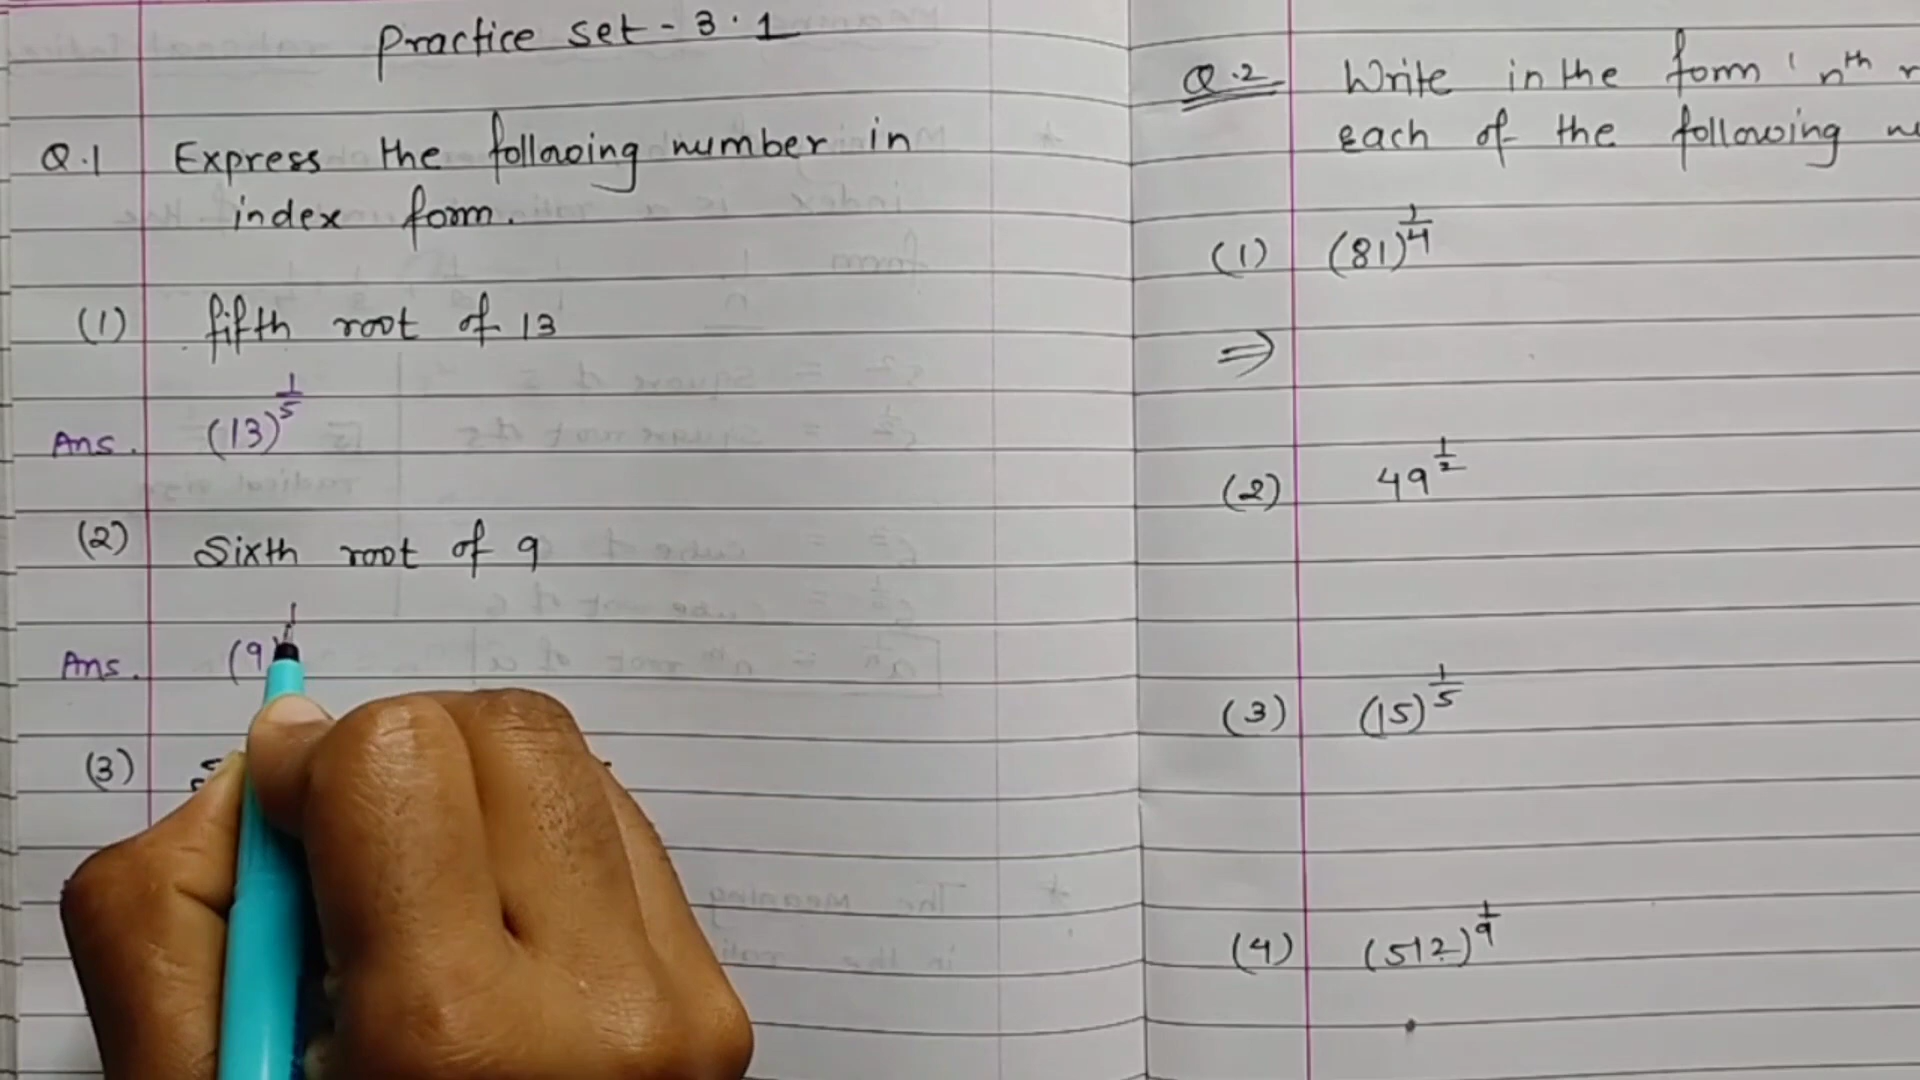 Practice set - 3.1
Q.1 Express the following number in
index form.
(1) fifth root of 13
Ans. (13)^1/5
(2) Sixth root of 9
Ans. (9)^1
(3)
Q.2 Write in the form 'nth
each of the following
(1) (81)^1/4
⇒
(2) 49^1/2
(3) (15)^1/5
(4) (512)^1/9